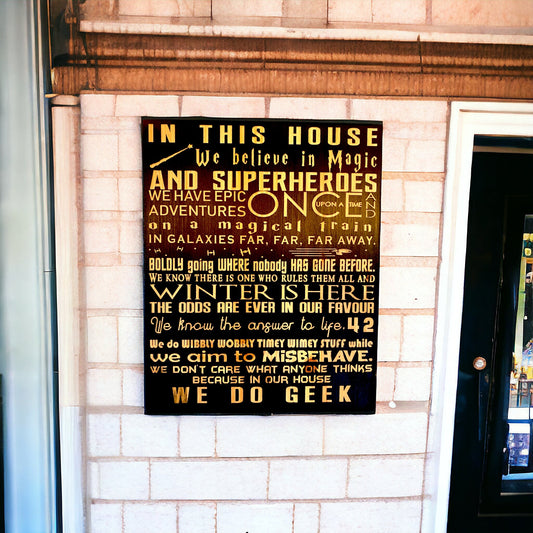 IN THIS HOUSE
We believe in Magic
AND SUPERHEROES
WE HAVE EPIC
ADVENTURES ONCE UPON A TIME AND
on a magical train
IN GALAXIES FAR, FAR, FAR AWAY.
BOLDLY going WHERE nobody HAS GONE BEFORE.
WE KNOW THERE IS ONE WHO RULES THEM ALL AND
WINTER IS HERE
THE ODDS ARE EVER IN OUR FAVOUR
We Know the answer to life. 42
We do WIBBLY WOBBLY TIMEY WIMEY STUFF while
we aim to MISBEHAVE.
WE DON'T CARE WHAT ANYONE THINKS
BECAUSE IN OUR HOUSE
WE DO GEEK